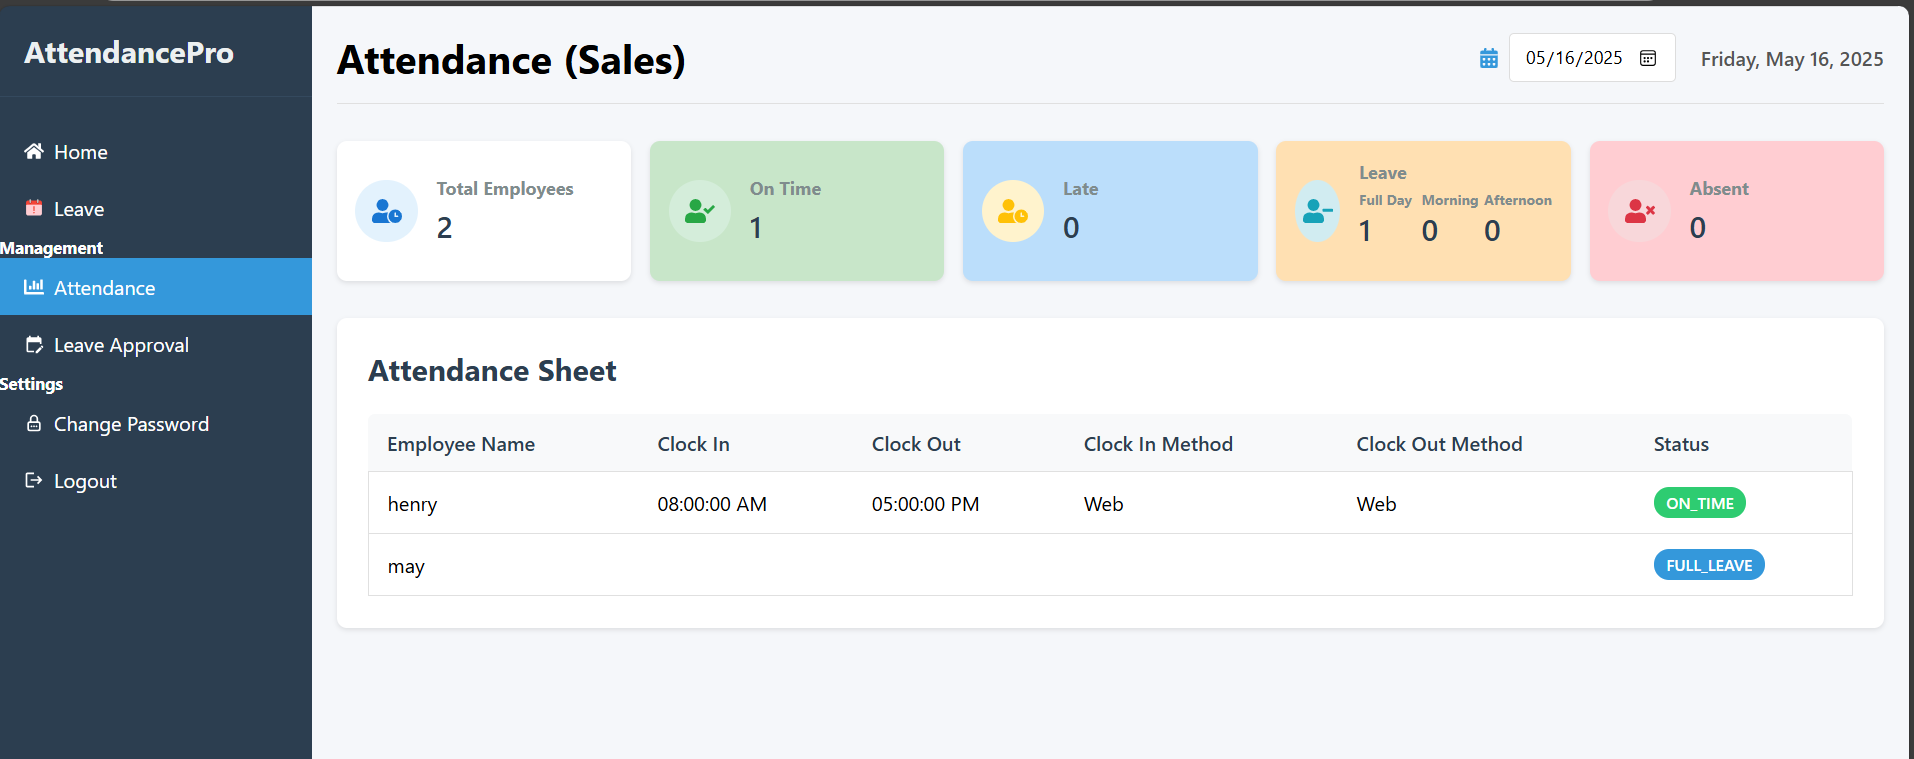 AttendancePro
Home
Leave
Management
Attendance
Leave Approval
Settings
Change Password
Logout
Attendance (Sales)
05/16/2025
Friday, May 16, 2025
Total Employees
2
On Time
1
Late
0
Leave
Full Day Morning Afternoon
1 0 0
Absent
0
Attendance Sheet
Employee Name Clock In Clock Out Clock In Method Clock Out Method Status
henry 08:00:00 AM 05:00:00 PM Web Web ON_TIME
may FULL_LEAVE